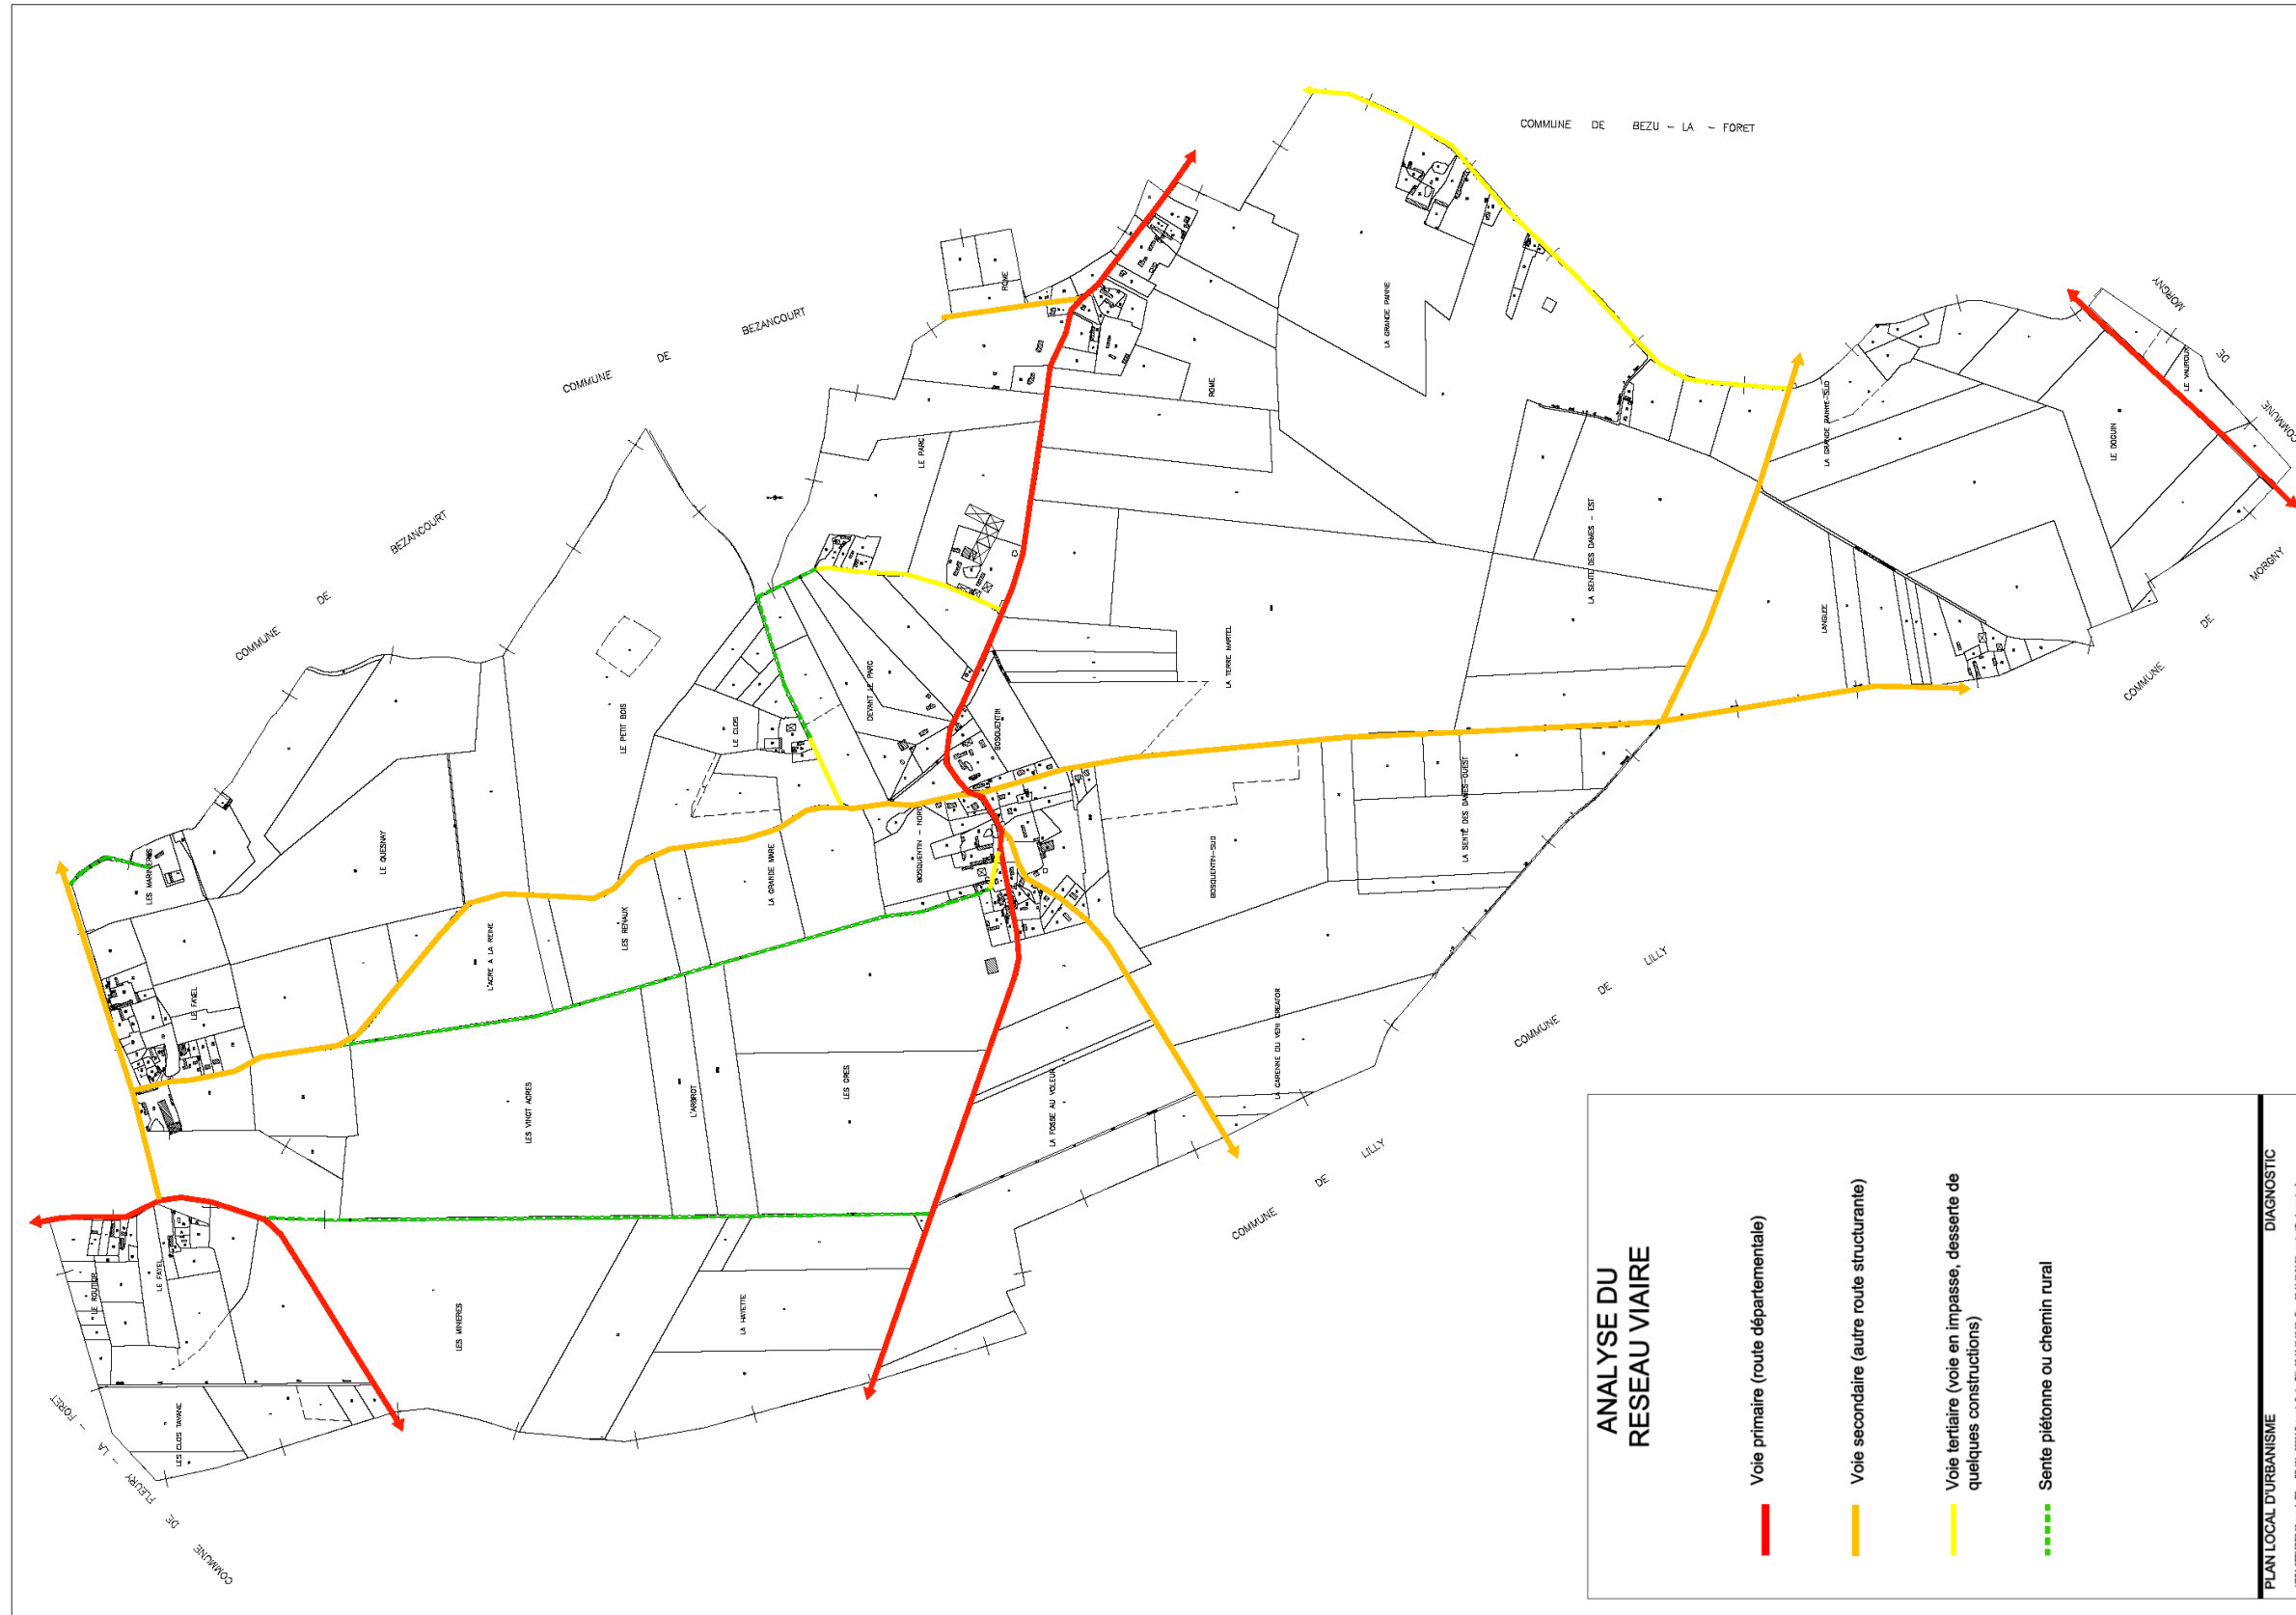 COMMUNE DE BEZU - LA - FORET
COMMUNE DE BEZANCOURT
COMMUNE DE BEZANCOURT
COMMUNE DE MORGNY
COMMUNE DE MORGNY
COMMUNE DE LILLY
COMMUNE DE LILLY
COMMUNE DE FLEURY - LA - FORET
ROME
ROME
LA GRANDE PANNE
LE PARC
LA GRANDE PANNE-SUD
LE VAUROUX
LE DOQUIN
LA SENTE DES DAMES - EST
LANGLEE
LA TERRE MARTEL
DEVANT LE PARC
BOSQUENTIN
LE CLOS
LE PETIT BOIS
LA SENTE DES DAMES-OUEST
BOSQUENTIN - NORD
BOSQUENTIN-SUD
LA GRANDE MARE
LE QUESNAY
LES MARINIERS
LES RENAUX
L'ACRE A LA REINE
LE FAYEL
LES VINGT ACRES
L'ARBROT
LES GRES
LA FOSSE AU VOLEUR
LA GARENNE DU VENI CREATOR
LE ROUTIOR
LE FAYEL
LES MINIERES
LA HAYETTE
LES CLOS TAVANE
ANALYSE DU
RESEAU VIAIRE
Voie primaire (route départementale)
Voie secondaire (autre route structurante)
Voie tertiaire (voie en impasse, desserte de
quelques constructions)
Sente piétonne ou chemin rural
PLAN LOCAL D'URBANISME DIAGNOSTIC